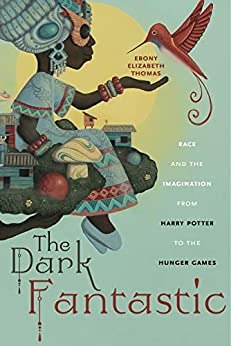 EBONY
ELIZABETH
THOMAS
RACE
AND THE
IMAGINATION
FROM
HARRY POTTER
TO THE
HUNGER GAMES
The
Dark
Fantastic